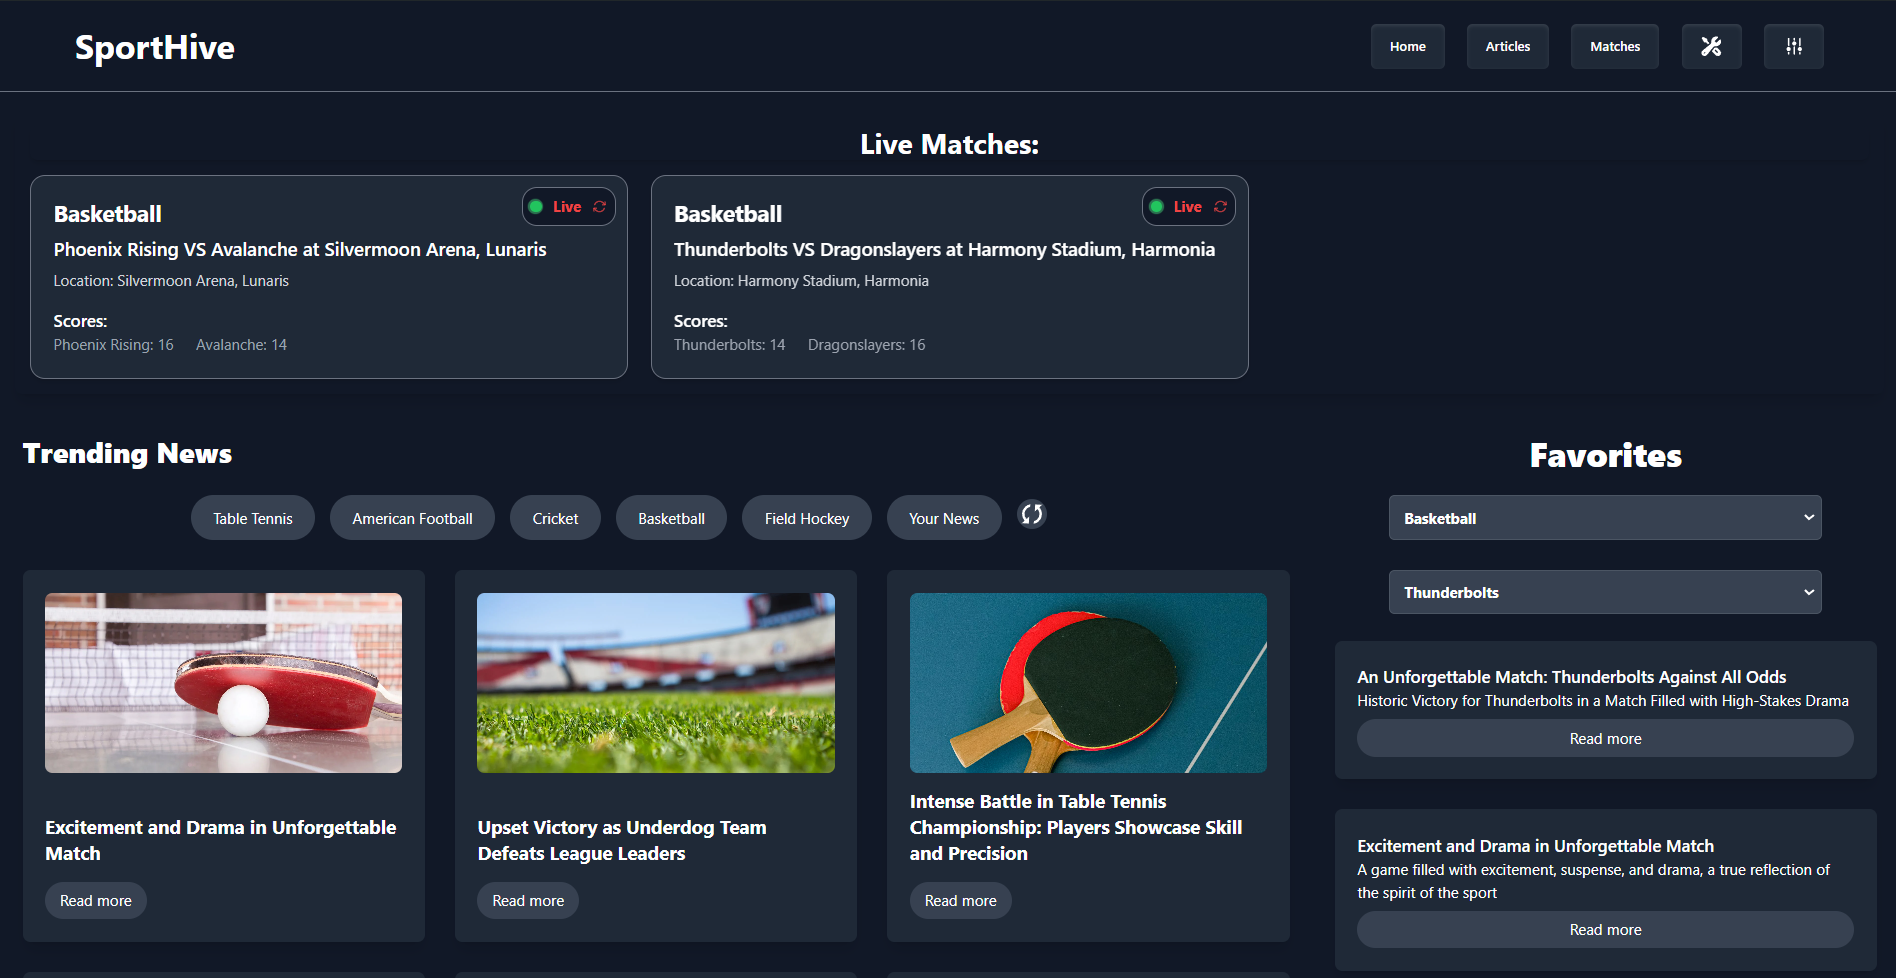 SportHive
Home
Articles
Matches
Live Matches:
Basketball
Live
Phoenix Rising VS Avalanche at Silvermoon Arena, Lunaris
Location: Silvermoon Arena, Lunaris
Scores:
Phoenix Rising: 16 Avalanche: 14
Basketball
Live
Thunderbolts VS Dragonslayers at Harmony Stadium, Harmonia
Location: Harmony Stadium, Harmonia
Scores:
Thunderbolts: 14 Dragonslayers: 16
Trending News
Table Tennis
American Football
Cricket
Basketball
Field Hockey
Your News
Excitement and Drama in Unforgettable
Match
Read more
Upset Victory as Underdog Team
Defeats League Leaders
Read more
Intense Battle in Table Tennis
Championship: Players Showcase Skill
and Precision
Read more
Favorites
Basketball
Thunderbolts
An Unforgettable Match: Thunderbolts Against All Odds
Historic Victory for Thunderbolts in a Match Filled with High-Stakes Drama
Read more
Excitement and Drama in Unforgettable Match
A game filled with excitement, suspense, and drama, a true reflection of
the spirit of the sport
Read more